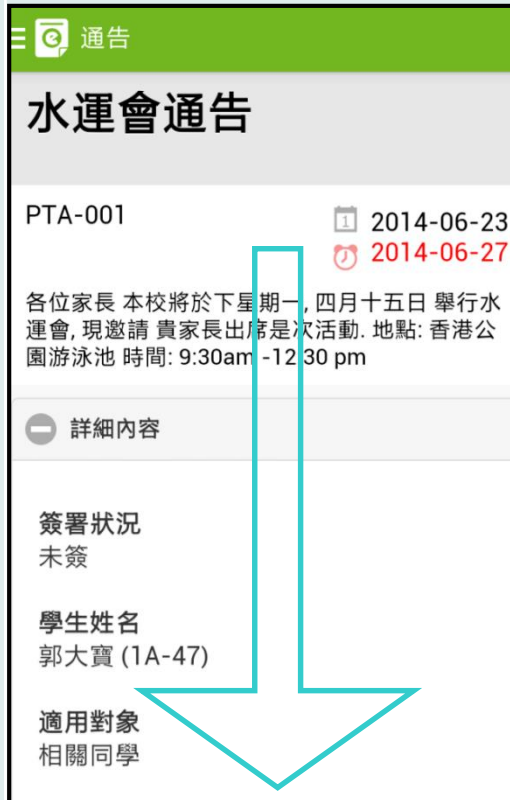 通告
水運會通告
PTA-001
1 2014-06-23
2014-06-27
各位家長 本校將於下星期一, 四月十五日 舉行水
運會, 現邀請 貴家長出席是次活動. 地點: 香港公
園游泳池 時間: 9:30am -12:30 pm
詳細內容
簽署狀況
未簽
學生姓名
郭大寶 (1A-47)
適用對象
相關同學